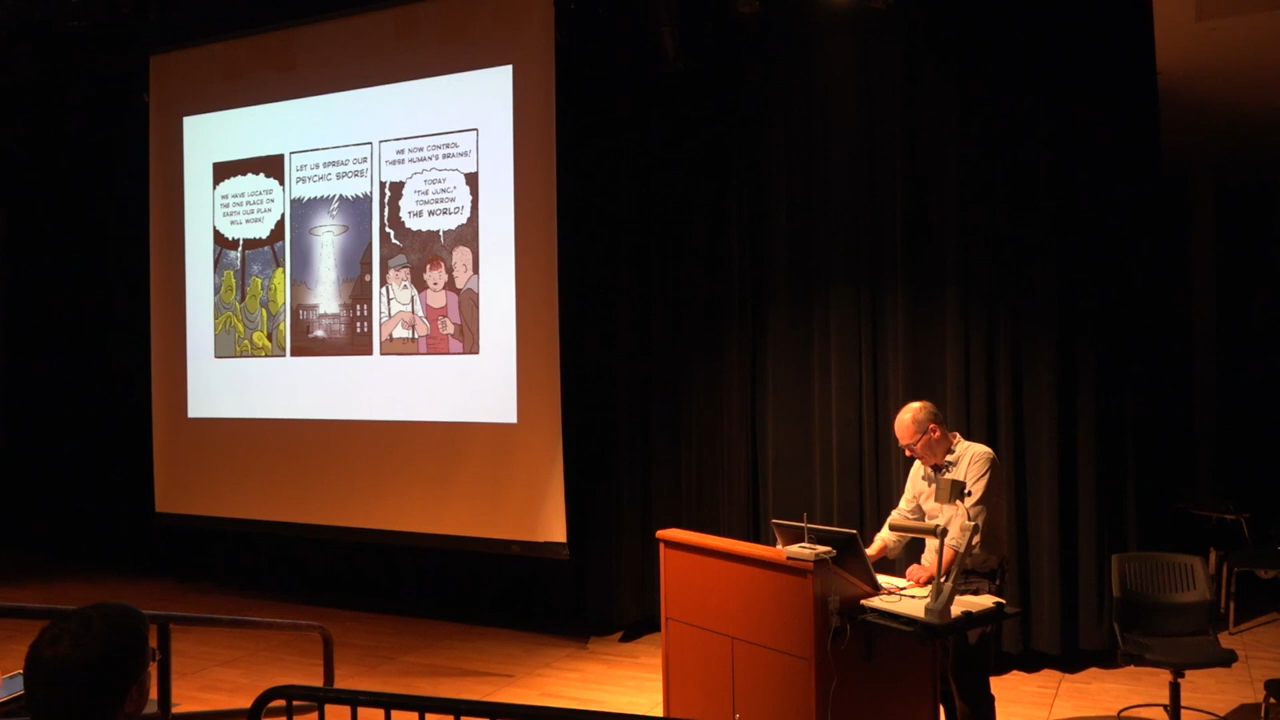 WE HAVE LOCATED
THE ONE PLACE ON
EARTH OUR PLAN
WILL WORK!
LET US SPREAD OUR
PSYCHIC SPORE!
WE NOW CONTROL
THESE HUMAN'S BRAINS!
TODAY
"THE JUNC,"
TOMORROW
THE WORLD!